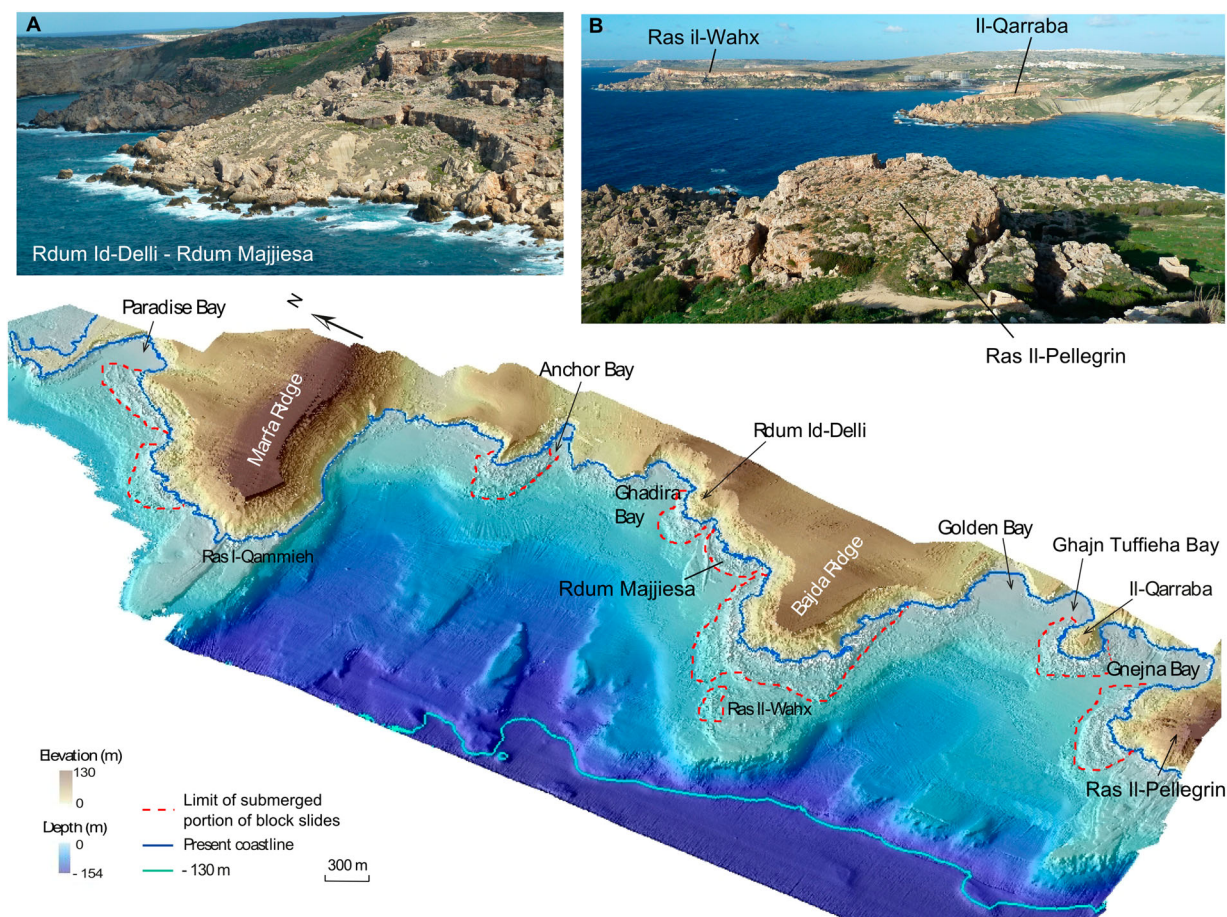 A
Rdum Id-Delli - Rdum Majjiesa
B
Ras il-Wahx
Il-Qarraba
Ras Il-Pellegrin
Paradise Bay
N
Marfa Ridge
Anchor Bay
Rdum Id-Delli
Ghadira
Bay
Golden Bay
Ghajn Tuffieha Bay
Il-Qarraba
Ras I-Qammieh
Rdum Majjiesa
Bajda Ridge
Gnejna Bay
Ras Il-Wahx
Ras Il-Pellegrin
Elevation (m)
130
0
Depth (m)
0
- 154
Limit of submerged
portion of block slides
Present coastline
- 130 m
300 m